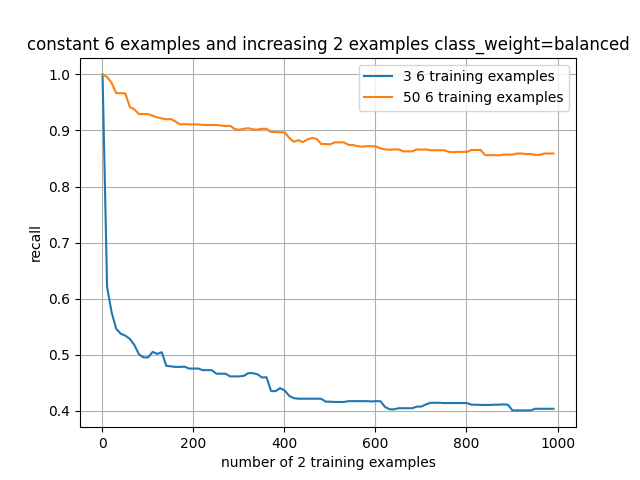 constant 6 examples and increasing 2 examples class_weight=balanced
3 6 training examples
50 6 training examples
recall
1.0
0.9
0.8
0.7
0.6
0.5
0.4
0 200 400 600 800 1000
number of 2 training examples